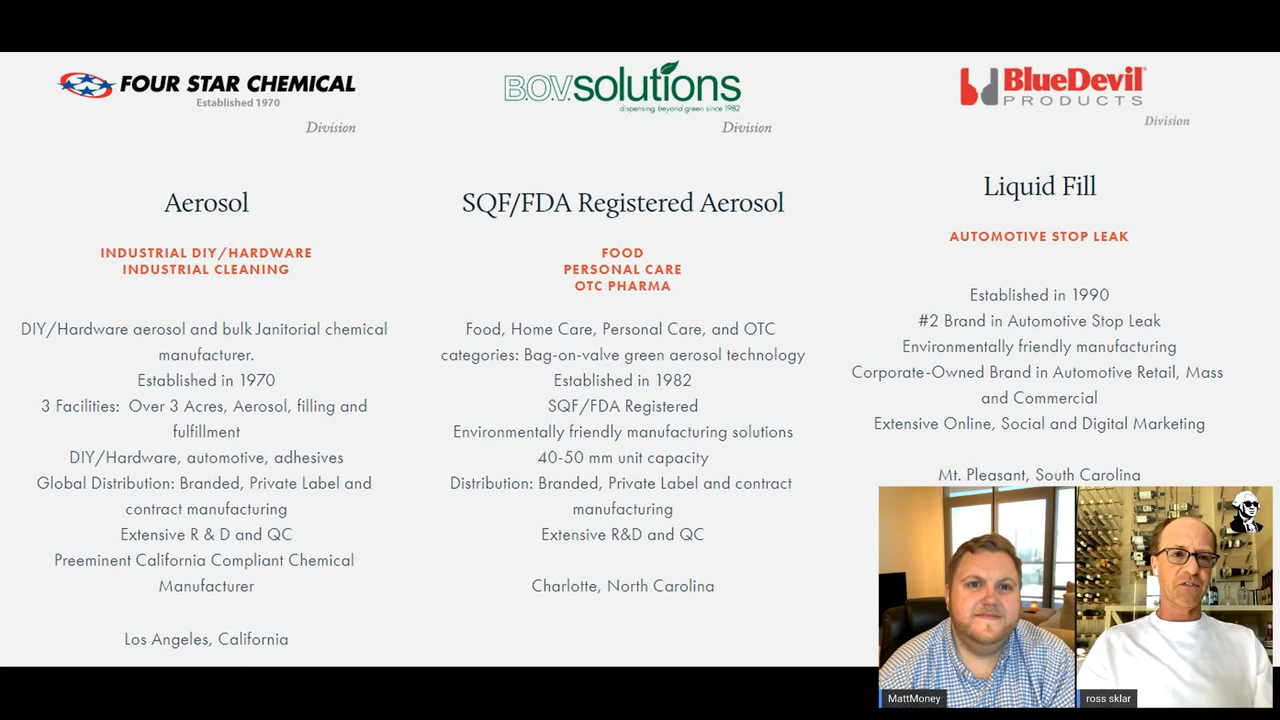 FOUR STAR CHEMICAL
Established 1970
Division
Aerosol
INDUSTRIAL DIY/HARDWARE
INDUSTRIAL CLEANING
DIY/Hardware aerosol and bulk Janitorial chemical
manufacturer.
Established in 1970
3 Facilities: Over 3 Acres, Aerosol, filling and
fulfillment
DIY/Hardware, automotive, adhesives
Global Distribution: Branded, Private Label and
contract manufacturing
Extensive R & D and QC
Preeminent California Compliant Chemical
Manufacturer
Los Angeles, California
B.O.V.solutions
dispensing beyond green since 1982
Division
SQF/FDA Registered Aerosol
FOOD
PERSONAL CARE
OTC PHARMA
Food, Home Care, Personal Care, and OTC
categories: Bag-on-valve green aerosol technology
Established in 1982
SQF/FDA Registered
Environmentally friendly manufacturing solutions
40-50 mm unit capacity
Distribution: Branded, Private Label and contract
manufacturing
Extensive R&D and QC
Charlotte, North Carolina
BlueDevil®
PRODUCTS
Division
Liquid Fill
AUTOMOTIVE STOP LEAK
Established in 1990
#2 Brand in Automotive Stop Leak
Environmentally friendly manufacturing
Corporate-Owned Brand in Automotive Retail, Mass
and Commercial
Extensive Online, Social and Digital Marketing
Mt. Pleasant, South Carolina
MattMoney
ross sklar